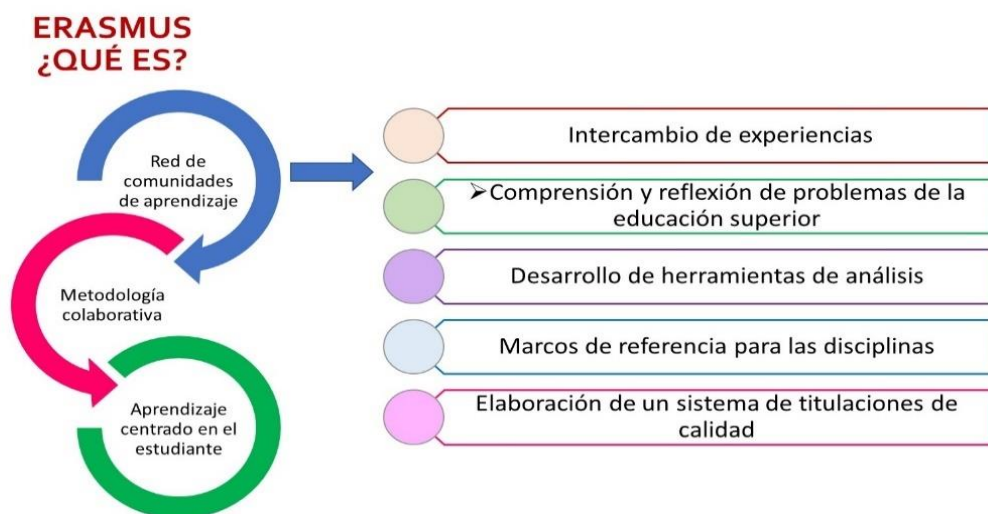 ERASMUS
¿QUÉ ES?
Red de
comunidades
de aprendizaje
Metodología
colaborativa
Aprendizaje
centrado en el
estudiante
Intercambio de experiencias
➢Comprensión y reflexión de problemas de la
educación superior
Desarrollo de herramientas de análisis
Marcos de referencia para las disciplinas
Elaboración de un sistema de titulaciones de
calidad